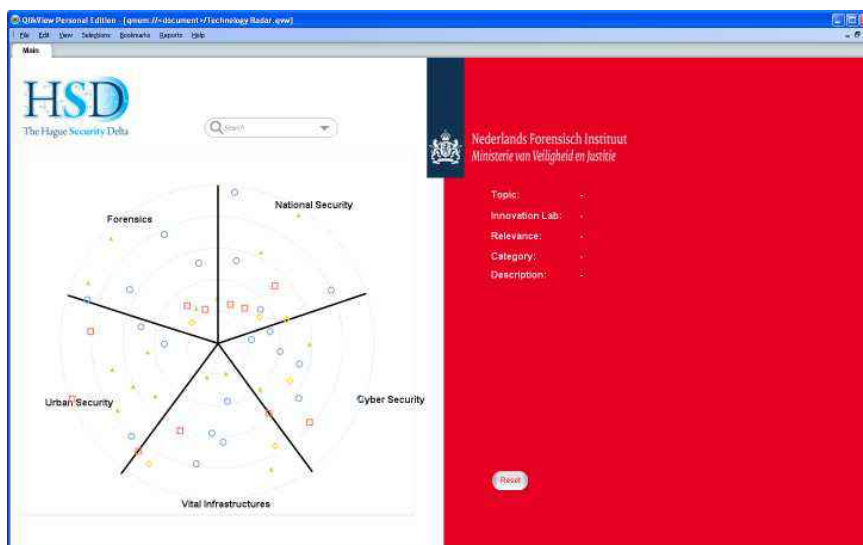 QlikView Personal Edition - [qmem://<document>/Technology Radar.qvw]
File Edit View Selections Bookmarks Reports Help
Main
HSD
The Hague Security Delta
Search
Nederlands Forensisch Instituut
Ministerie van Veiligheid en Justitie
Topic: -
Innovation Lab: -
Relevance: -
Category: -
Description: -
Forensics
National Security
Urban Security
Cyber Security
Vital Infrastructures
Reset